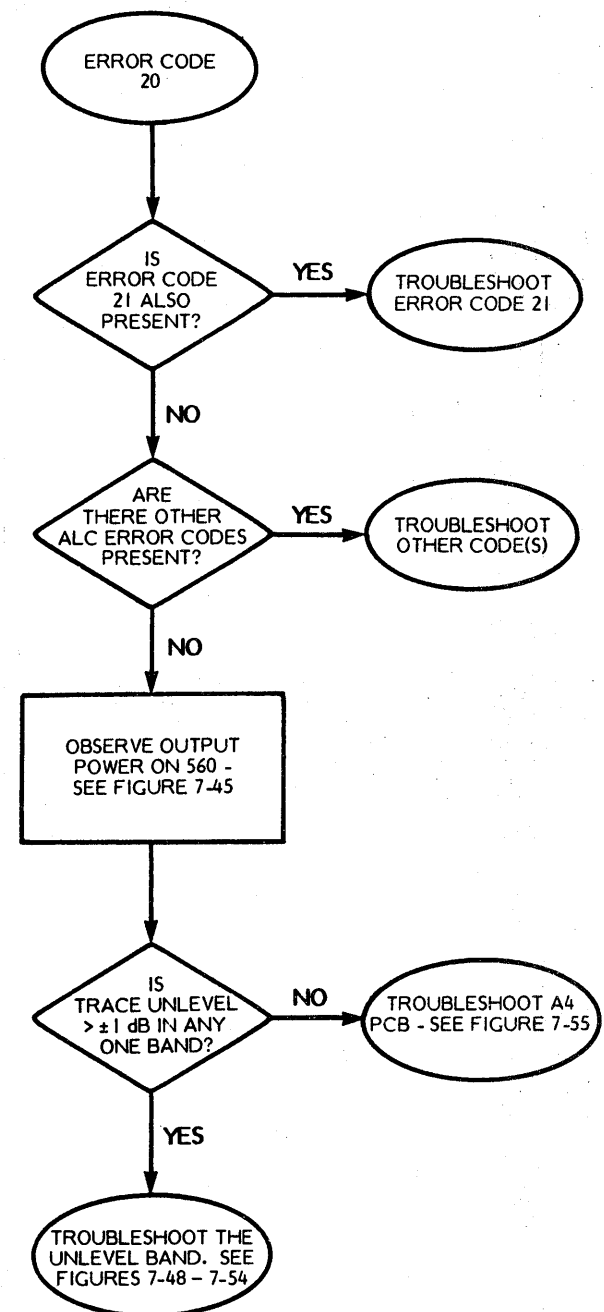 ERROR CODE
20
IS
ERROR CODE
21 ALSO
PRESENT?
YES
TROUBLESHOOT
ERROR CODE 21
NO
ARE
THERE OTHER
ALC ERROR CODES
PRESENT?
YES
TROUBLESHOOT
OTHER CODE(S)
NO
OBSERVE OUTPUT
POWER ON 560 -
SEE FIGURE 7-45
IS
TRACE UNLEVEL
> ±1 dB IN ANY
ONE BAND?
NO
TROUBLESHOOT A4
PCB - SEE FIGURE 7-55
YES
TROUBLESHOOT THE
UNLEVEL BAND. SEE
FIGURES 7-48 – 7-54